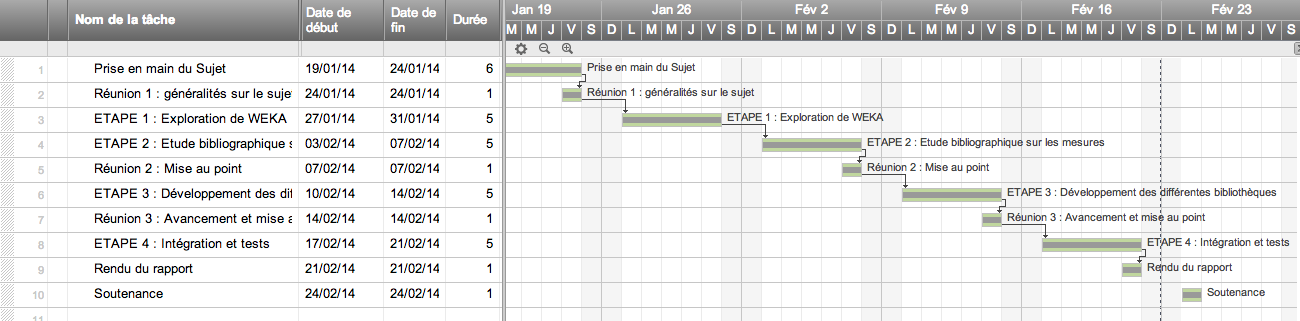 Nom de la tâche Date de début Date de fin Durée
Jan 19 Jan 26 Fév 2 Fév 9 Fév 16 Fév 23
M M J V S D L M M J V S D L M M J V S D L M M J V S D L M M J V S D L M M J V S
1 Prise en main du Sujet 19/01/14 24/01/14 6 Prise en main du Sujet
2 Réunion 1 : généralités sur le sujet 24/01/14 24/01/14 1 Réunion 1 : généralités sur le sujet
3 ETAPE 1 : Exploration de WEKA 27/01/14 31/01/14 5 ETAPE 1 : Exploration de WEKA
4 ETAPE 2 : Etude bibliographique s 03/02/14 07/02/14 5 ETAPE 2 : Etude bibliographique sur les mesures
5 Réunion 2 : Mise au point 07/02/14 07/02/14 1 Réunion 2 : Mise au point
6 ETAPE 3 : Développement des dif 10/02/14 14/02/14 5 ETAPE 3 : Développement des différentes bibliothèques
7 Réunion 3 : Avancement et mise a 14/02/14 14/02/14 1 Réunion 3 : Avancement et mise au point
8 ETAPE 4 : Intégration et tests 17/02/14 21/02/14 5 ETAPE 4 : Intégration et tests
9 Rendu du rapport 21/02/14 21/02/14 1 Rendu du rapport
10 Soutenance 24/02/14 24/02/14 1 Soutenance
11